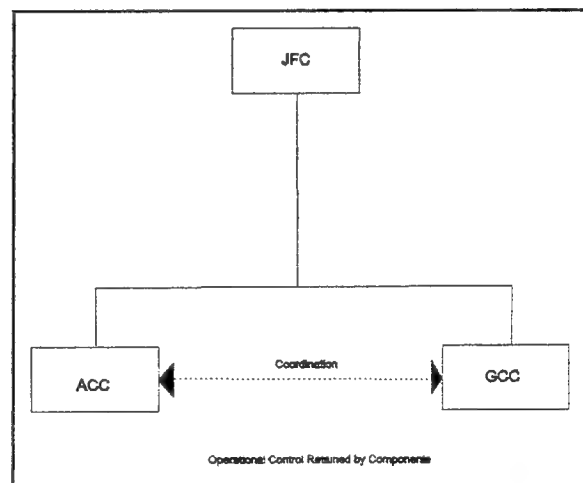 JFC
Coordination
ACC
GCC
Operational Control Retained by Components